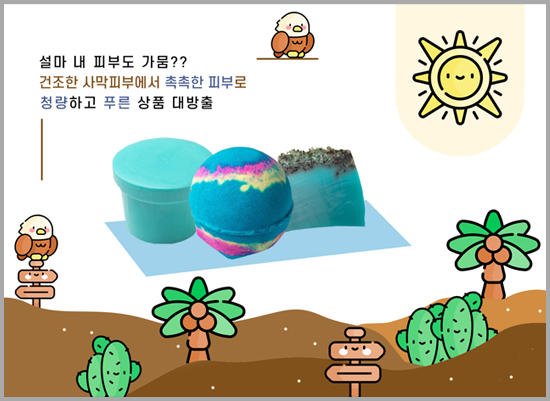 설마 내 피부도 가뭄??
건조한 사막피부에서 촉촉한 피부로
청량하고 푸른 상품 대방출